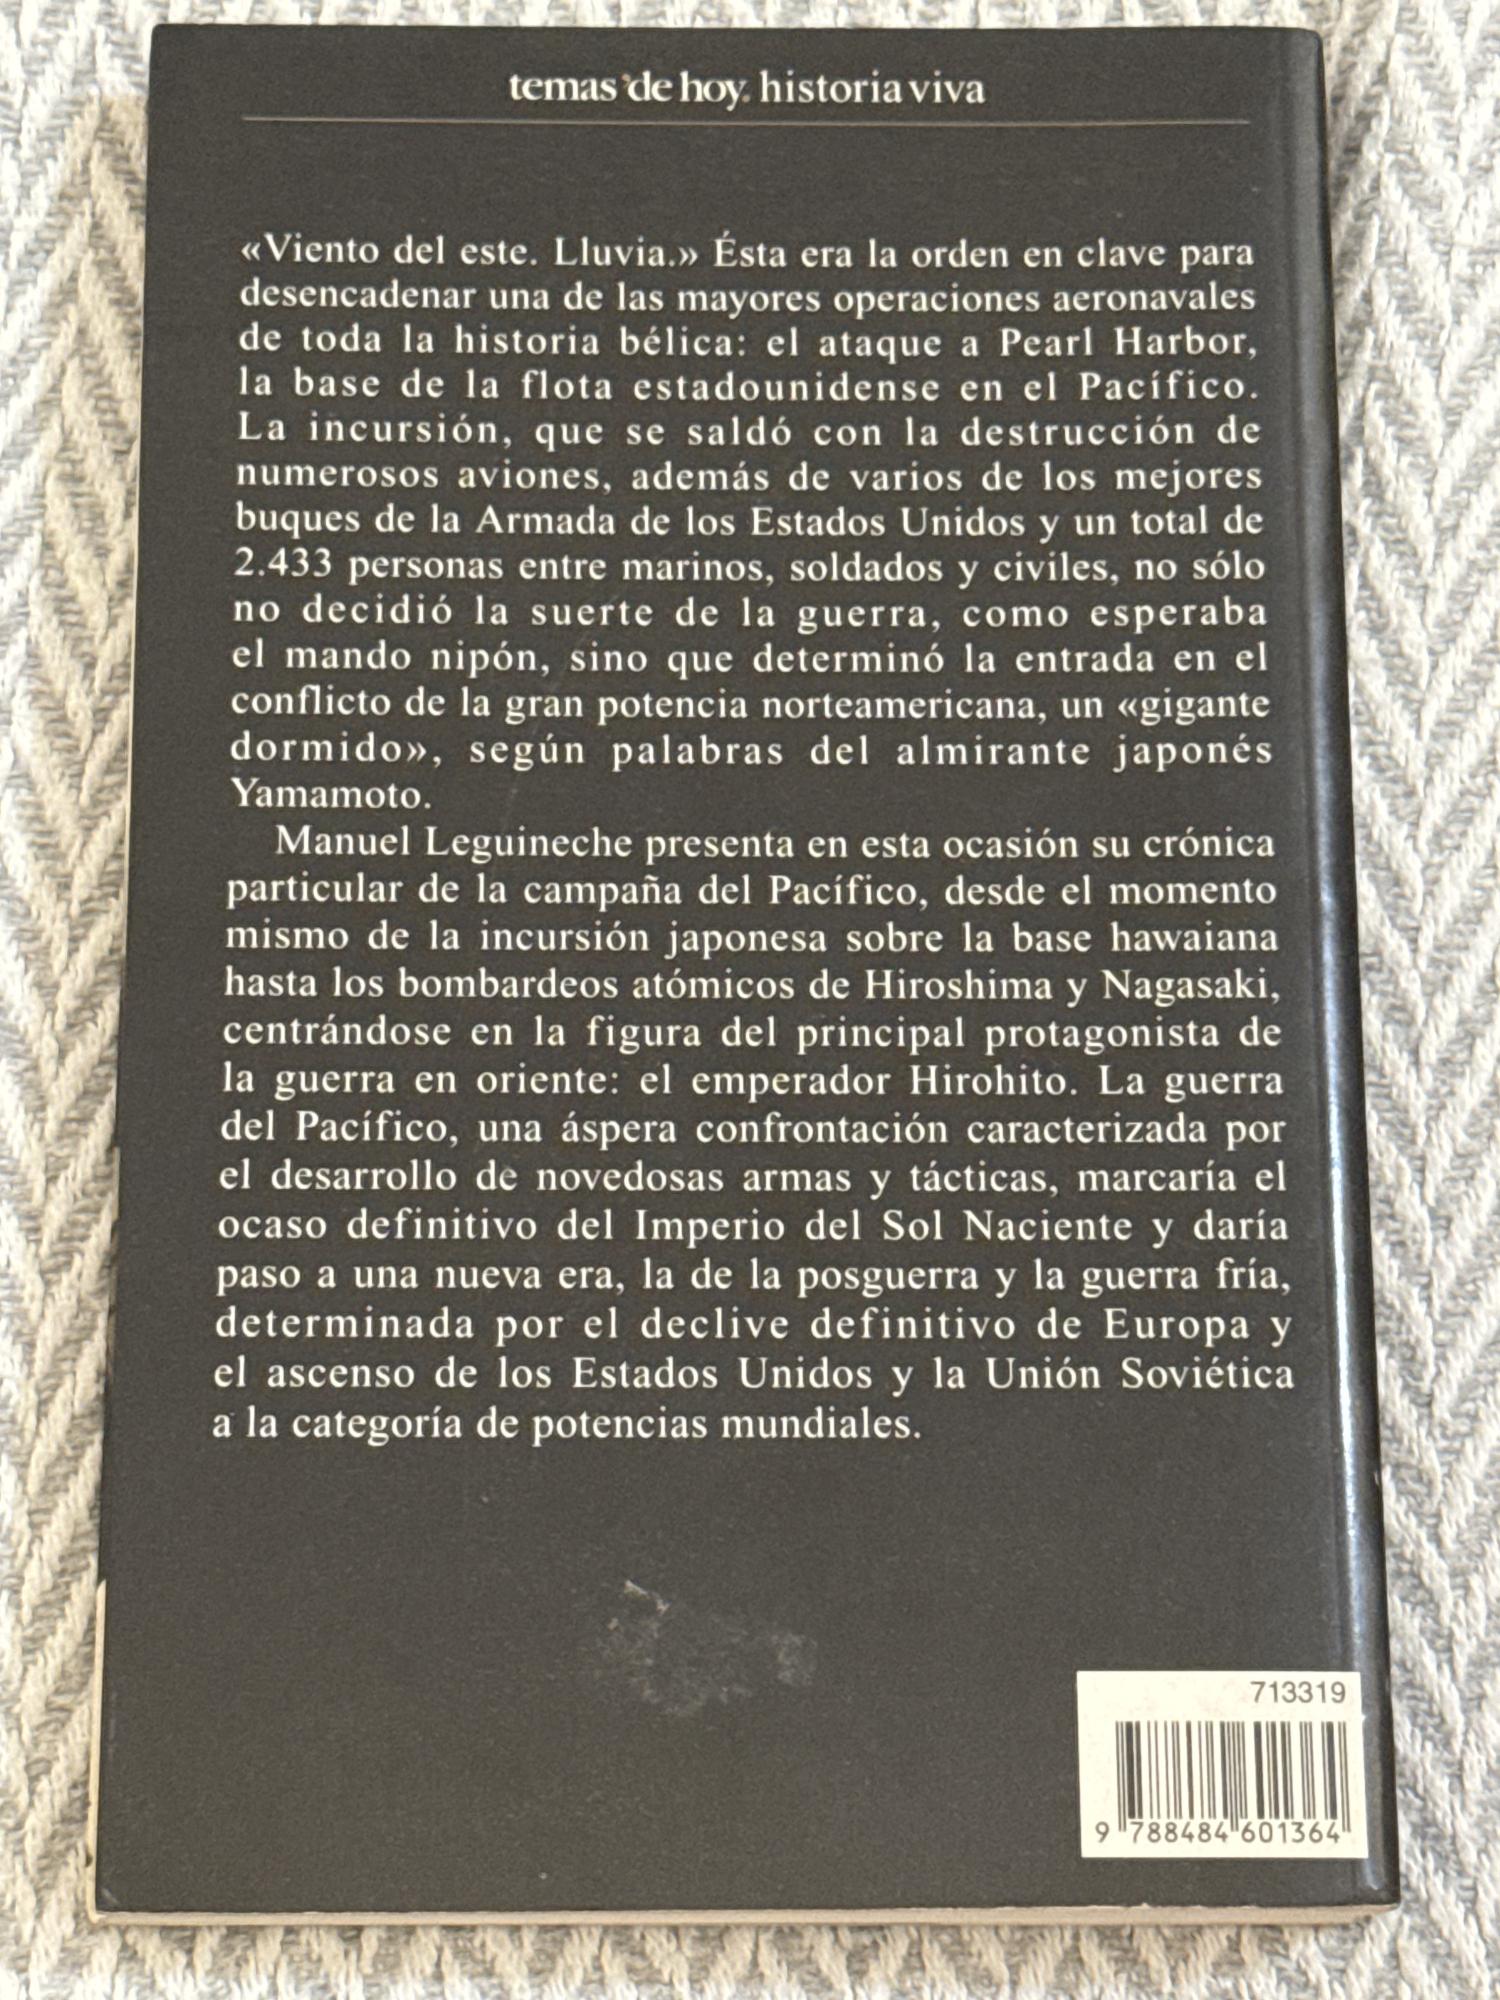 temas de hoy. historia viva
«Viento del este. Lluvia.» Ésta era la orden en clave para
desencadenar una de las mayores operaciones aeronavales
de toda la historia bélica: el ataque a Pearl Harbor,
la base de la flota estadounidense en el Pacífico.
La incursión, que se saldó con la destrucción de
numerosos aviones, además de varios de los mejores
buques de la Armada de los Estados Unidos y un total de
2.433 personas entre marinos, soldados y civiles, no sólo
no decidió la suerte de la guerra, como esperaba
el mando nipón, sino que determinó la entrada en el
conflicto de la gran potencia norteamericana, un «gigante
dormido», según palabras del almirante japonés
Yamamoto.
Manuel Leguineche presenta en esta ocasión su crónica
particular de la campaña del Pacífico, desde el momento
mismo de la incursión japonesa sobre la base hawaiana
hasta los bombardeos atómicos de Hiroshima y Nagasaki,
centrándose en la figura del principal protagonista de
la guerra en oriente: el emperador Hirohito. La guerra
del Pacífico, una áspera confrontación caracterizada por
el desarrollo de novedosas armas y tácticas, marcaría el
ocaso definitivo del Imperio del Sol Naciente y daría
paso a una nueva era, la de la posguerra y la guerra fría,
determinada por el declive definitivo de Europa y
el ascenso de los Estados Unidos y la Unión Soviética
a la categoría de potencias mundiales.
713319
9 788484 601364